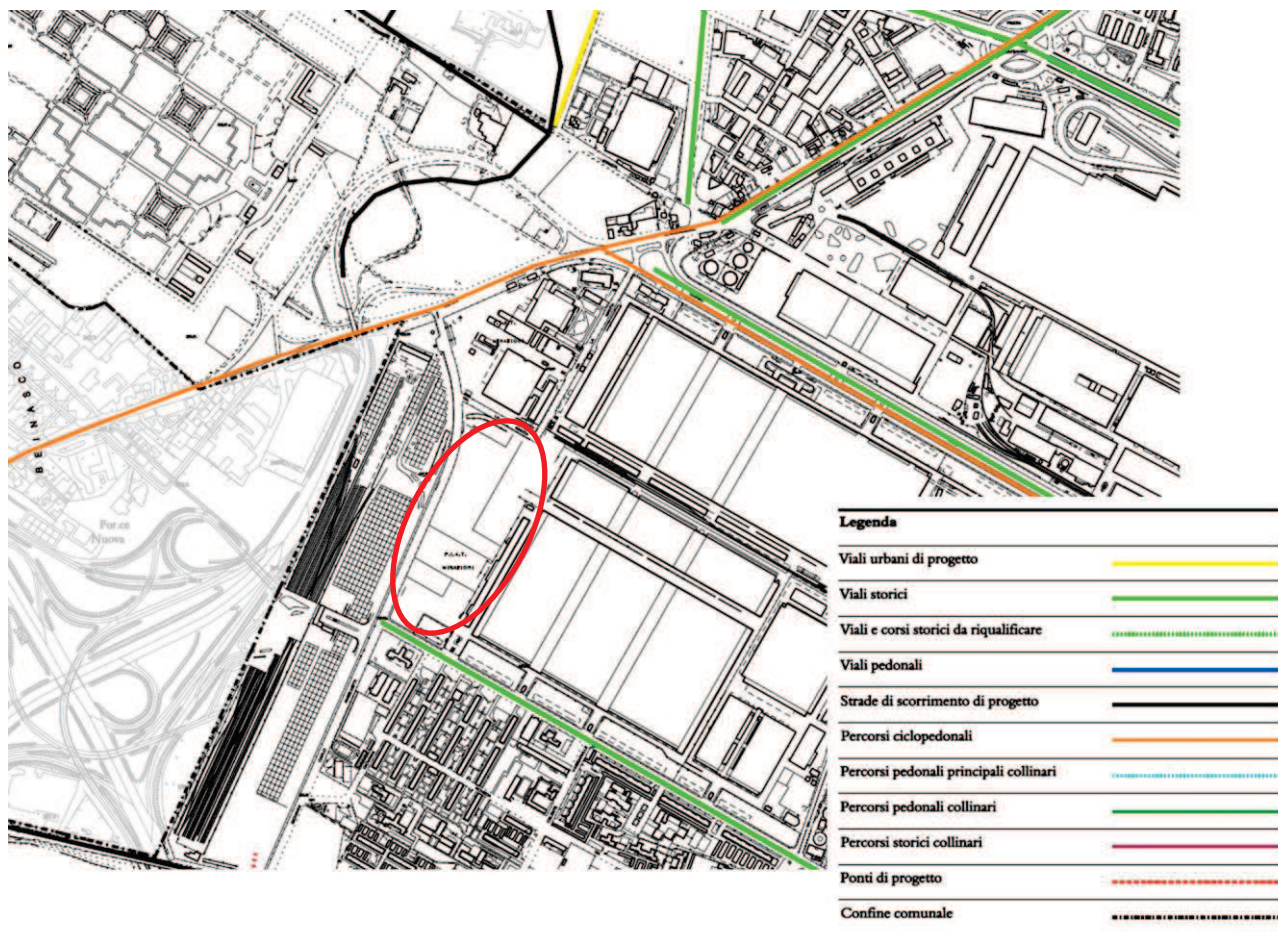 BEINASCO
Nuova
Legenda
Viali urbani di progetto
Viali storici
Viali e corsi storici da riqualificare
Viali pedonali
Strade di scorrimento di progetto
Percorsi ciclopedonali
Percorsi pedonali principali collinari
Percorsi pedonali collinari
Percorsi storici collinari
Ponti di progetto
Confine comunale